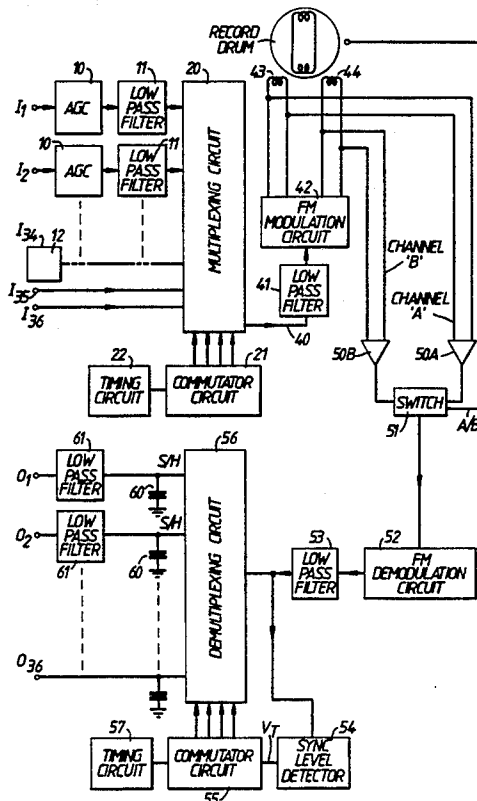 RECORD DRUM
10
11
20
43
44
I1
AGC
LOW PASS FILTER
10
11
I2
AGC
LOW PASS FILTER
MULTIPLEXING CIRCUIT
42
FM MODULATION CIRCUIT
I34
12
I35
I36
41
LOW PASS FILTER
40
CHANNEL 'B'
CHANNEL 'A'
22
21
TIMING CIRCUIT
COMMUTATOR CIRCUIT
50B
50A
SWITCH
51
A/B
61
56
O1
LOW PASS FILTER
S/H
60
O2
LOW PASS FILTER
S/H
61
60
DEMULTIPLEXING CIRCUIT
53
52
LOW PASS FILTER
FM DEMODULATION CIRCUIT
O36
57
VT
54
TIMING CIRCUIT
COMMUTATOR CIRCUIT
SYNC LEVEL DETECTOR
55